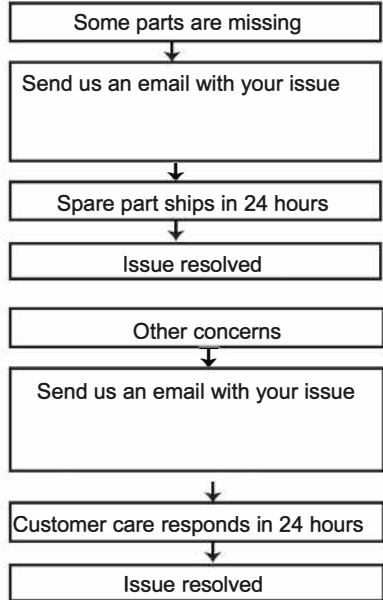 Some parts are missing
Send us an email with your issue
Spare part ships in 24 hours
Issue resolved
Other concerns
Send us an email with your issue
Customer care responds in 24 hours
Issue resolved